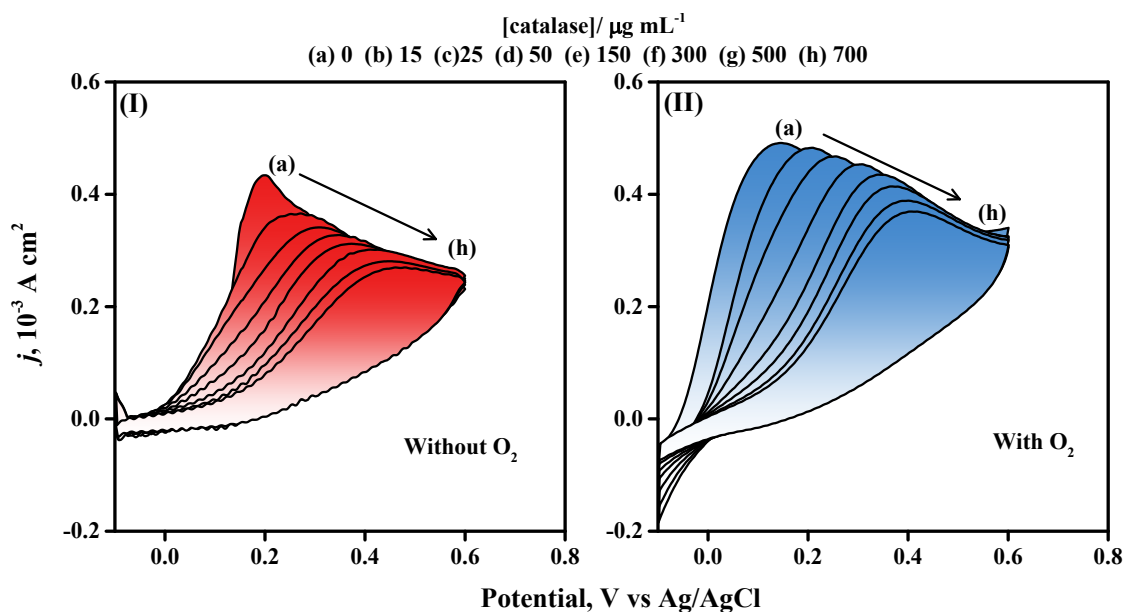 [catalase]/ µg mL⁻¹
(a) 0 (b) 15 (c)25 (d) 50 (e) 150 (f) 300 (g) 500 (h) 700
(I)
(a)
(h)
Without O₂
0.6
0.4
0.2
0.0
-0.2
0.0 0.2 0.4 0.6 0.8
j, 10⁻³ A cm²
(II)
(a)
(h)
With O₂
0.6
0.4
0.2
0.0
-0.2
0.0 0.2 0.4 0.6 0.8
Potential, V vs Ag/AgCl